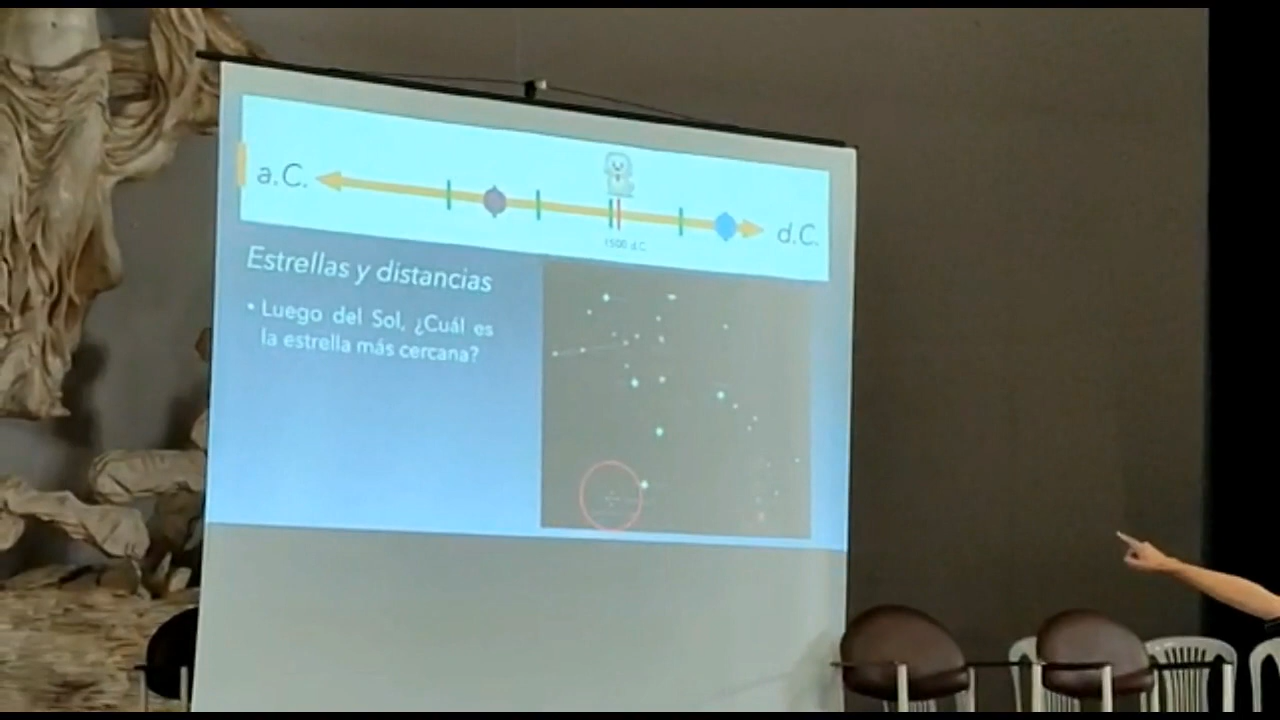 a.C.
d.C.
1500 d.C.
Estrellas y distancias
• Luego del Sol, ¿Cuál es
la estrella más cercana?